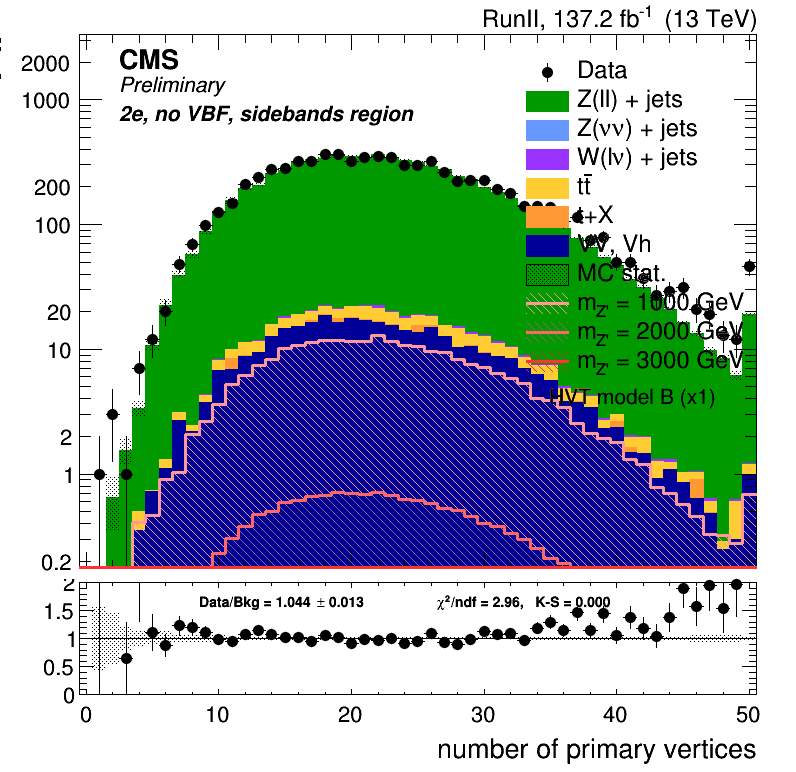 RunII, 137.2 fb⁻¹ (13 TeV)
CMS
Preliminary
2e, no VBF, sidebands region
Data
Z(ll) + jets
Z(νν) + jets
W(lν) + jets
tt̄
t+X
VV, Vh
MC stat.
m_Z' = 1000 GeV
m_Z' = 2000 GeV
m_Z' = 3000 GeV
HVT model B (x1)
2000
1000
200
100
20
10
2
1
0.2
Data/Bkg = 1.044 ± 0.013
χ²/ndf = 2.96, K-S = 0.000
2
1.5
1
0.5
0
0 10 20 30 40 50
number of primary vertices